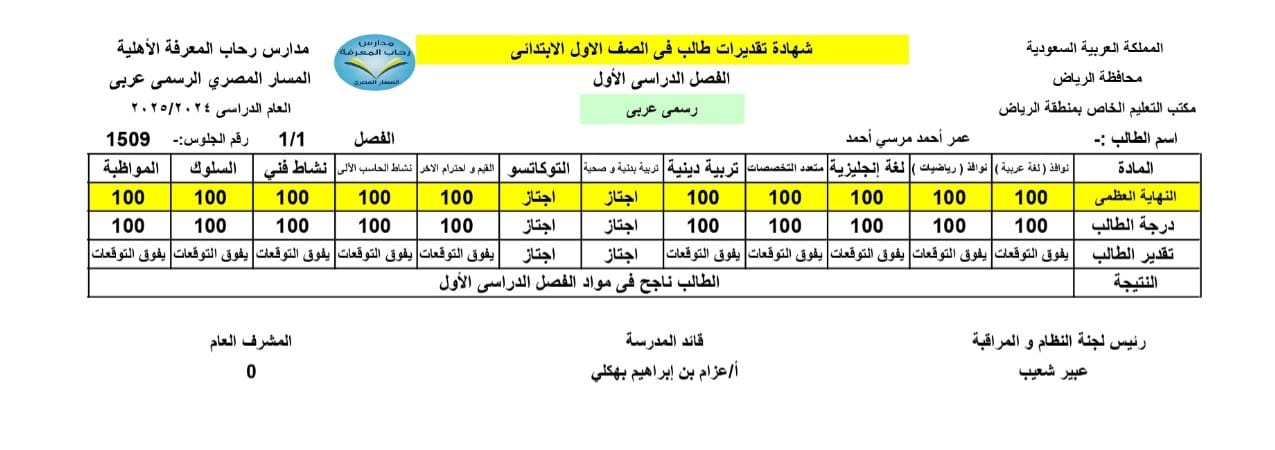 المملكة العربية السعودية
محافظة الرياض
مكتب التعليم الخاص بمنطقة الرياض
شهادة تقديرات طالب فى الصف الاول الابتدائى
الفصل الدراسى الأول
رسمى عربى
مدارس رحاب المعرفة
المسار المصرى
مدارس رحاب المعرفة الأهلية
المسار المصري الرسمى عربى
العام الدراسى ٢٠٢٥/٢٠٢٤
اسم الطالب :- عمر أحمد مرسي أحمد الفصل 1/1 رقم الجلوس:- 1509
المادة نوافذ ( لغة عربية ) نوافذ ( رياضيات ) لغة إنجليزية متعدد التخصصات تربية دينية تربية بدنية و صحية التوكاتسو القيم و احترام الاخر نشاط الحاسب الألى نشاط فني السلوك المواظبة
النهاية العظمى 100 100 100 100 100 اجتاز اجتاز 100 100 100 100 100
درجة الطالب 100 100 100 100 100 اجتاز اجتاز 100 100 100 100 100
تقدير الطالب يفوق التوقعات يفوق التوقعات يفوق التوقعات يفوق التوقعات يفوق التوقعات اجتاز اجتاز يفوق التوقعات يفوق التوقعات يفوق التوقعات يفوق التوقعات يفوق التوقعات
النتيجة الطالب ناجح فى مواد الفصل الدراسى الأول
رئيس لجنة النظام و المراقبة قائد المدرسة المشرف العام
عبير شعيب أ/عزام بن إبراهيم بهكلي 0